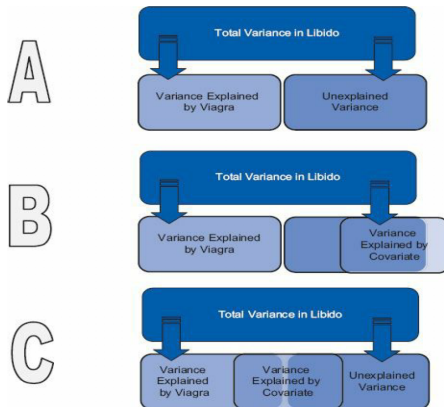 A
Total Variance in Libido
Variance Explained
by Viagra
Unexplained
Variance
B
Total Variance in Libido
Variance Explained
by Viagra
Variance
Explained by
Covariate
C
Total Variance in Libido
Variance
Explained
by Viagra
Variance
Explained by
Covariate
Unexplained
Variance